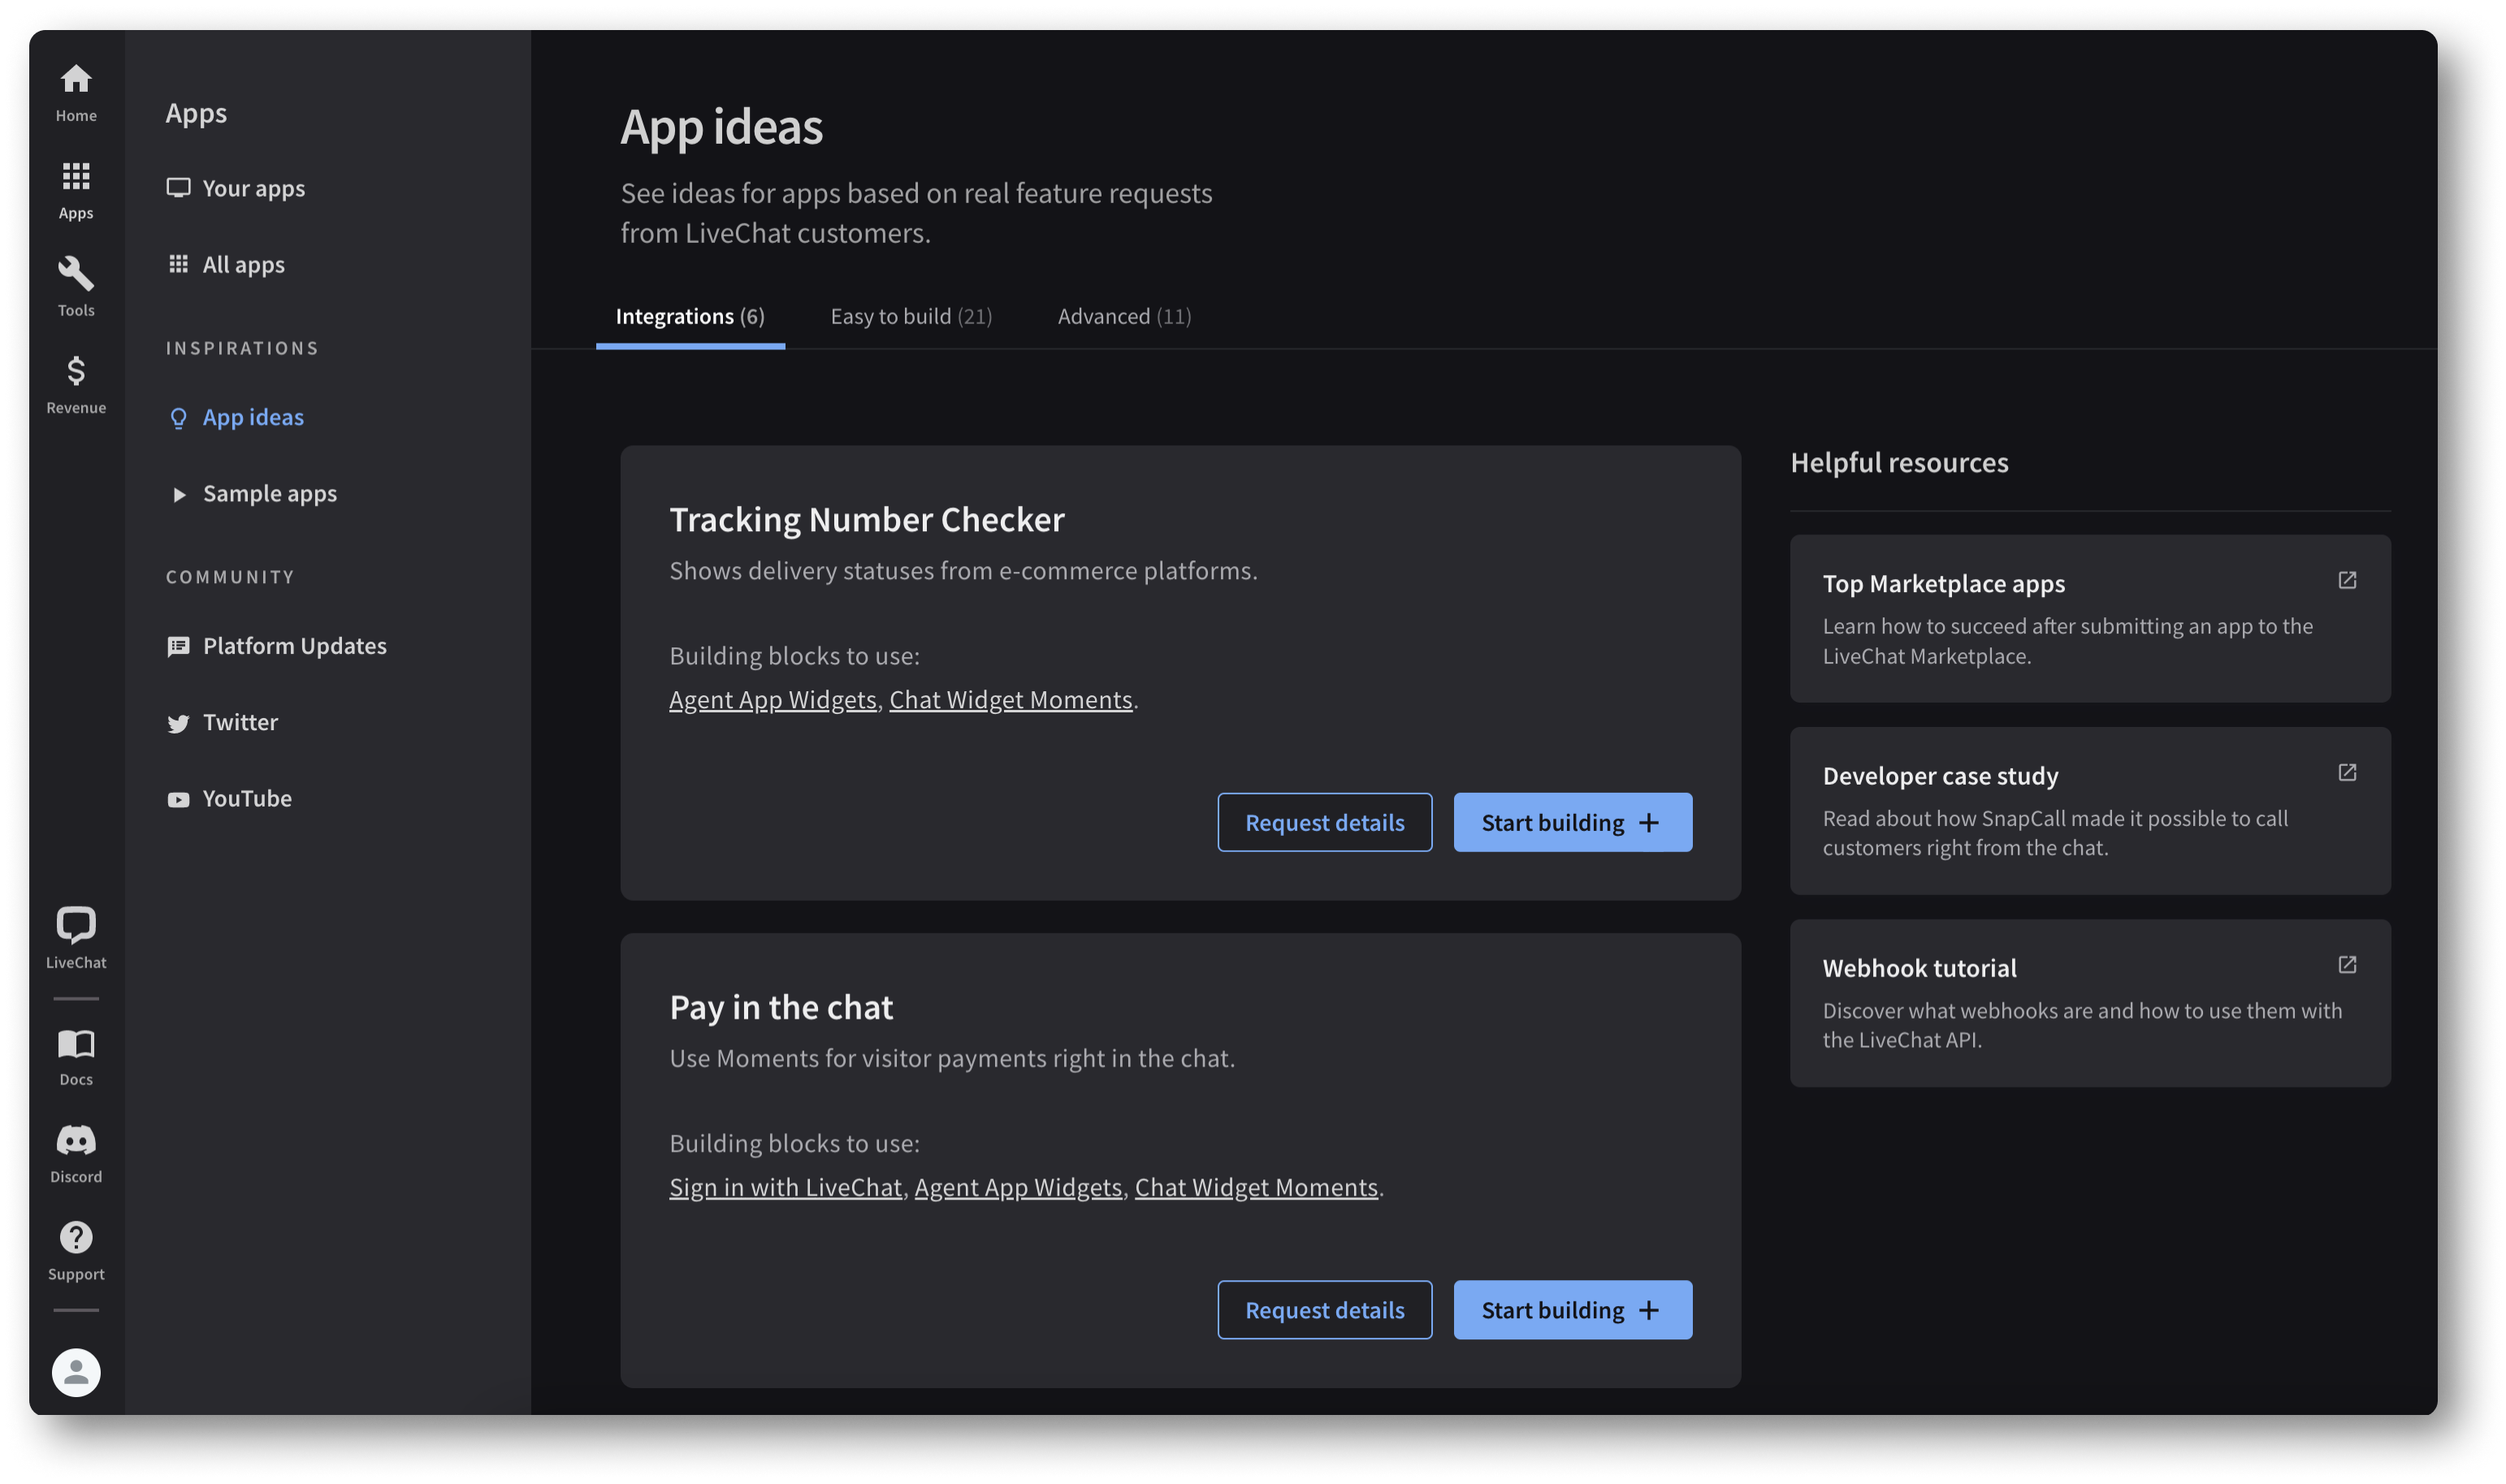 Home
Apps
Tools
Revenue
LiveChat
Docs
Discord
Support
Apps
Your apps
All apps
INSPIRATIONS
App ideas
Sample apps
COMMUNITY
Platform Updates
Twitter
YouTube
App ideas
See ideas for apps based on real feature requests
from LiveChat customers.
Integrations (6) Easy to build (21) Advanced (11)
Tracking Number Checker
Shows delivery statuses from e-commerce platforms.
Building blocks to use:
Agent App Widgets, Chat Widget Moments.
Request details Start building +
Pay in the chat
Use Moments for visitor payments right in the chat.
Building blocks to use:
Sign in with LiveChat, Agent App Widgets, Chat Widget Moments.
Request details Start building +
Helpful resources
Top Marketplace apps
Learn how to succeed after submitting an app to the
LiveChat Marketplace.
Developer case study
Read about how SnapCall made it possible to call
customers right from the chat.
Webhook tutorial
Discover what webhooks are and how to use them with
the LiveChat API.